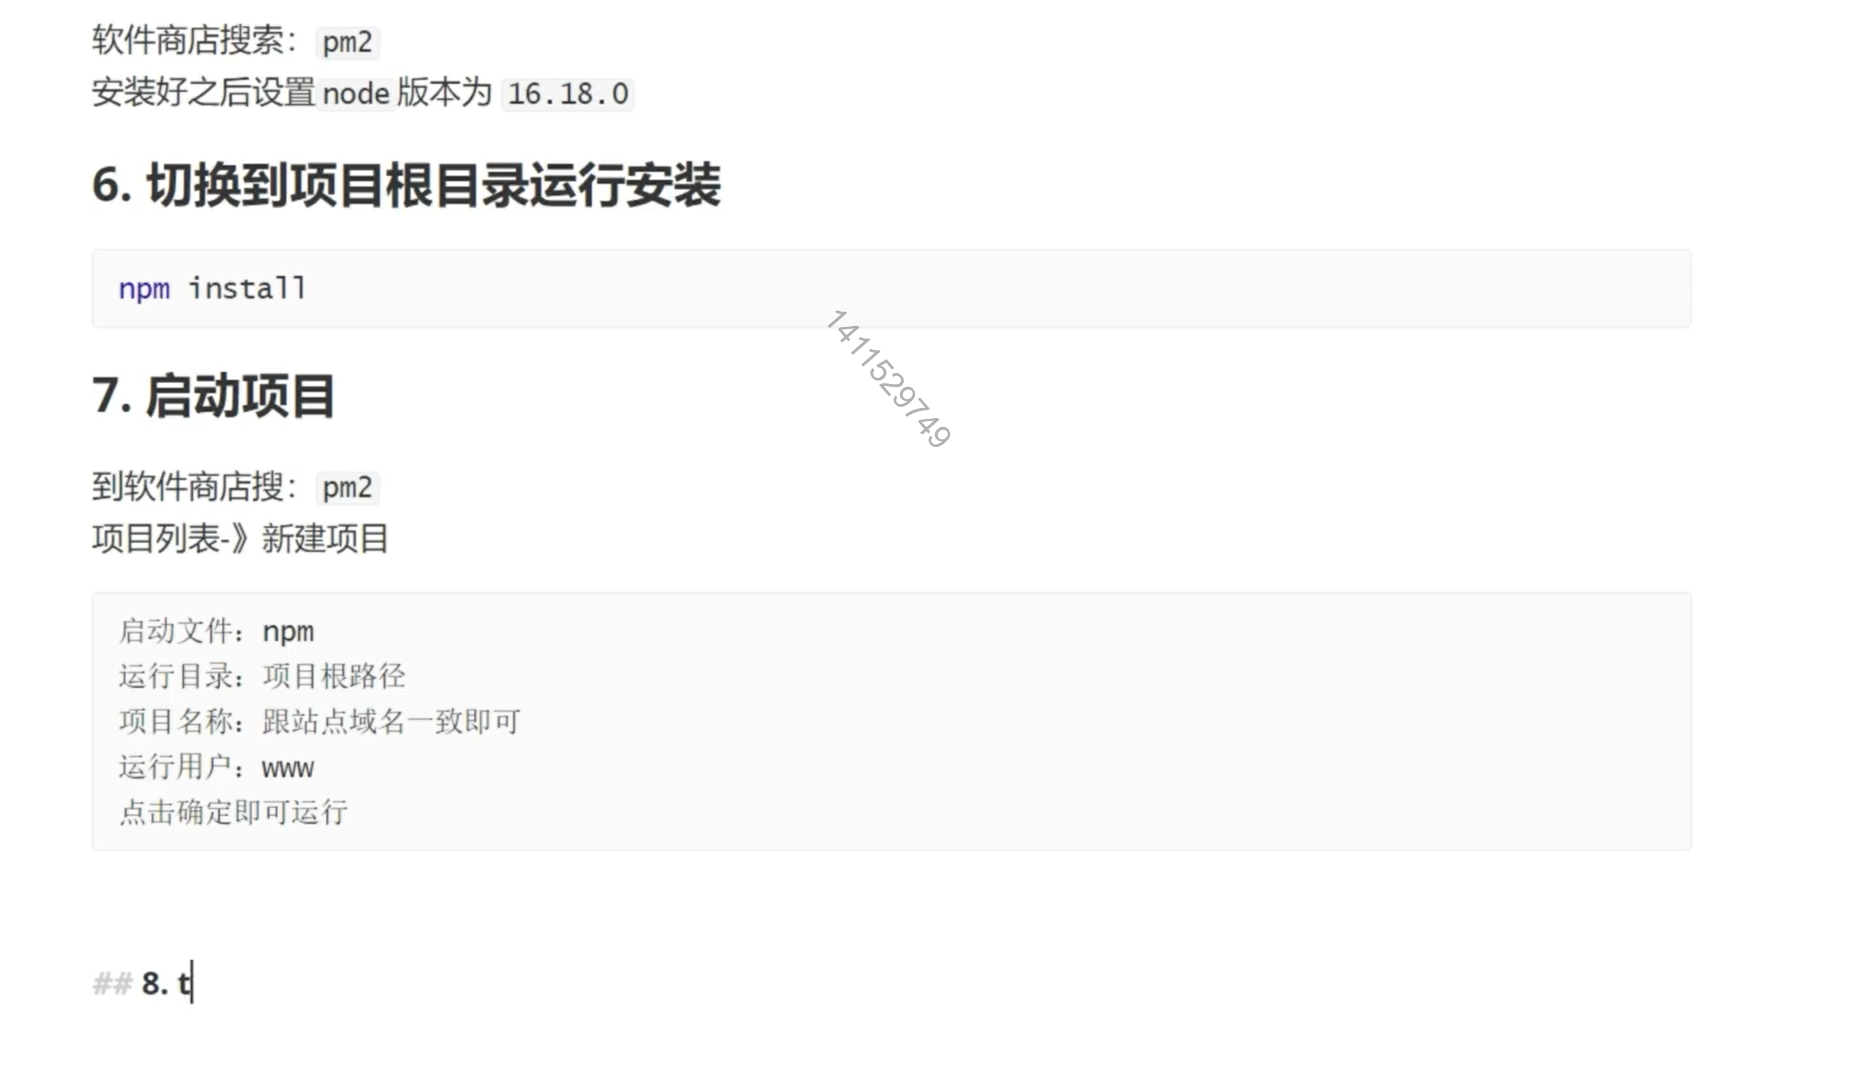 软件商店搜索： pm2
安装好之后设置node版本为 16.18.0
6. 切换到项目根目录运行安装
npm install
1411529749
7. 启动项目
到软件商店搜： pm2
项目列表-》新建项目
启动文件：npm
运行目录：项目根路径
项目名称：跟站点域名一致即可
运行用户：www
点击确定即可运行
## 8. t